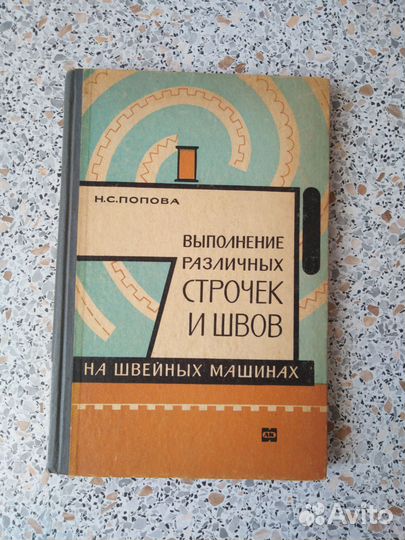 Н.С.ПОПОВА
ВЫПОЛНЕНИЕ
РАЗЛИЧНЫХ
СТРОЧЕК
И ШВОВ
НА ШВЕЙНЫХ МАШИНАХ
Avito